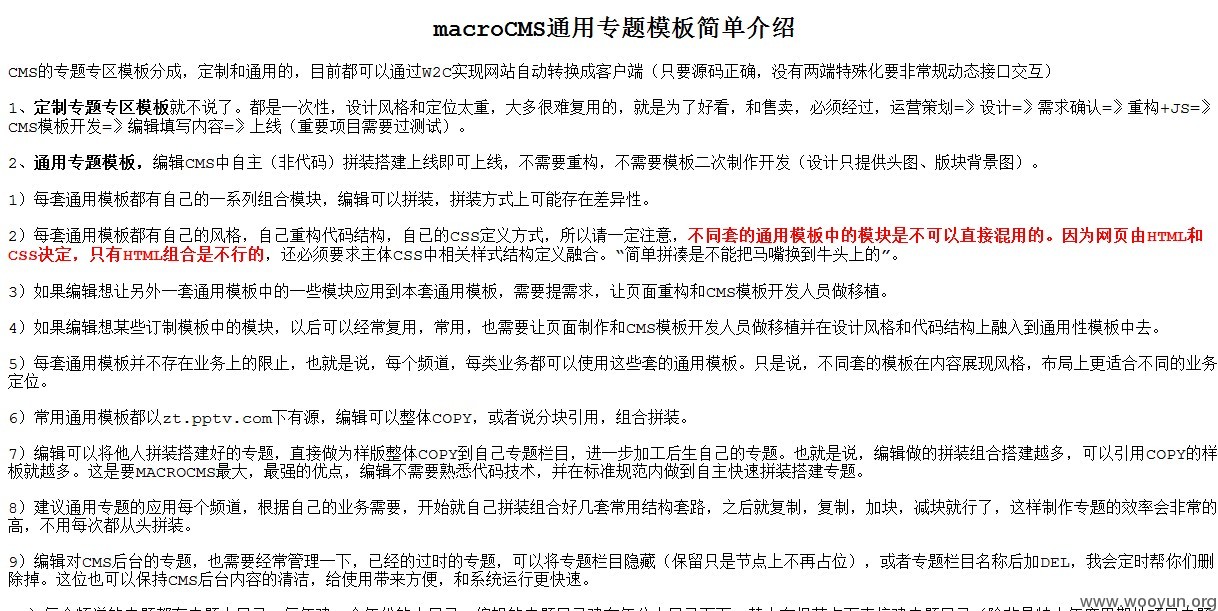 macroCMS通用专题模板简单介绍
CMS的专题专区模板分成，定制和通用的，目前都可以通过W2C实现网站自动转换成客户端（只要源码正确，没有两端特殊化要非常规动态接口交互）
1、定制专题专区模板就不说了。都是一次性，设计风格和定位太重，大多很难复用的，就是为了好看，和售卖，必须经过，运营策划=》设计=》需求确认=》重构+JS=》
CMS模板开发=》编辑填写内容=》上线（重要项目需要过测试）。
2、通用专题模板，编辑CMS中自主（非代码）拼装搭建上线即可上线，不需要重构，不需要模板二次制作开发（设计只提供头图、版块背景图）。
1）每套通用模板都有自己的一系列组合模块，编辑可以拼装，拼装方式上可能存在差异性。
2）每套通用模板都有自己的风格，自己重构代码结构，自已的CSS定义方式，所以请一定注意，不同套的通用模板中的模块是不可以直接混用的。因为网页由HTML和
CSS决定，只有HTML组合是不行的，还必须要求主体CSS中相关样式结构定义融合。“简单拼凑是不能把马嘴换到牛头上的”。
3）如果编辑想让另外一套通用模板中的一些模块应用到本套通用模板，需要提需求，让页面重构和CMS模板开发人员做移植。
4）如果编辑想某些订制模板中的模块，以后可以经常复用，常用，也需要让页面制作和CMS模板开发人员做移植并在设计风格和代码结构上融入到通用性模板中去。
5）每套通用模板并不存在业务上的限止，也就是说，每个频道，每类业务都可以使用这些套的通用模板。只是说，不同套的模板在内容展现风格，布局上更适合不同的业务
定位。
6）常用通用模板都以zt.pptv.com下有源，编辑可以整体COPY，或者说分块引用，组合拼装。
7）编辑可以将他人拼装搭建好的专题，直接做为样版整体COPY到自己专题栏目，进一步加工后生自己的专题。也就是说，编辑做的拼装组合搭建越多，可以引用COPY的样
板就越多。这是要MACROCMS最大，最强的优点，编辑不需要熟悉代码技术，并在标准规范内做到自主快速拼装搭建专题。
8）建议通用专题的应用每个频道，根据自己的业务需要，开始就自己拼装组合好几套常用结构套路，之后就复制，复制，加块，减块就行了，这样制作专题的效率会非常的
高，不用每次都从头拼装。
9）编辑对CMS后台的专题，也需要经常管理一下，已经的过时的专题，可以将专题栏目隐藏（保留只是节点上不再占位），或者专题栏目名称后加DEL，我会定时帮你们删
除掉。这位也可以保持CMS后台内容的清洁，给使用带来方便，和系统运行更快速。
www.wooyun.org